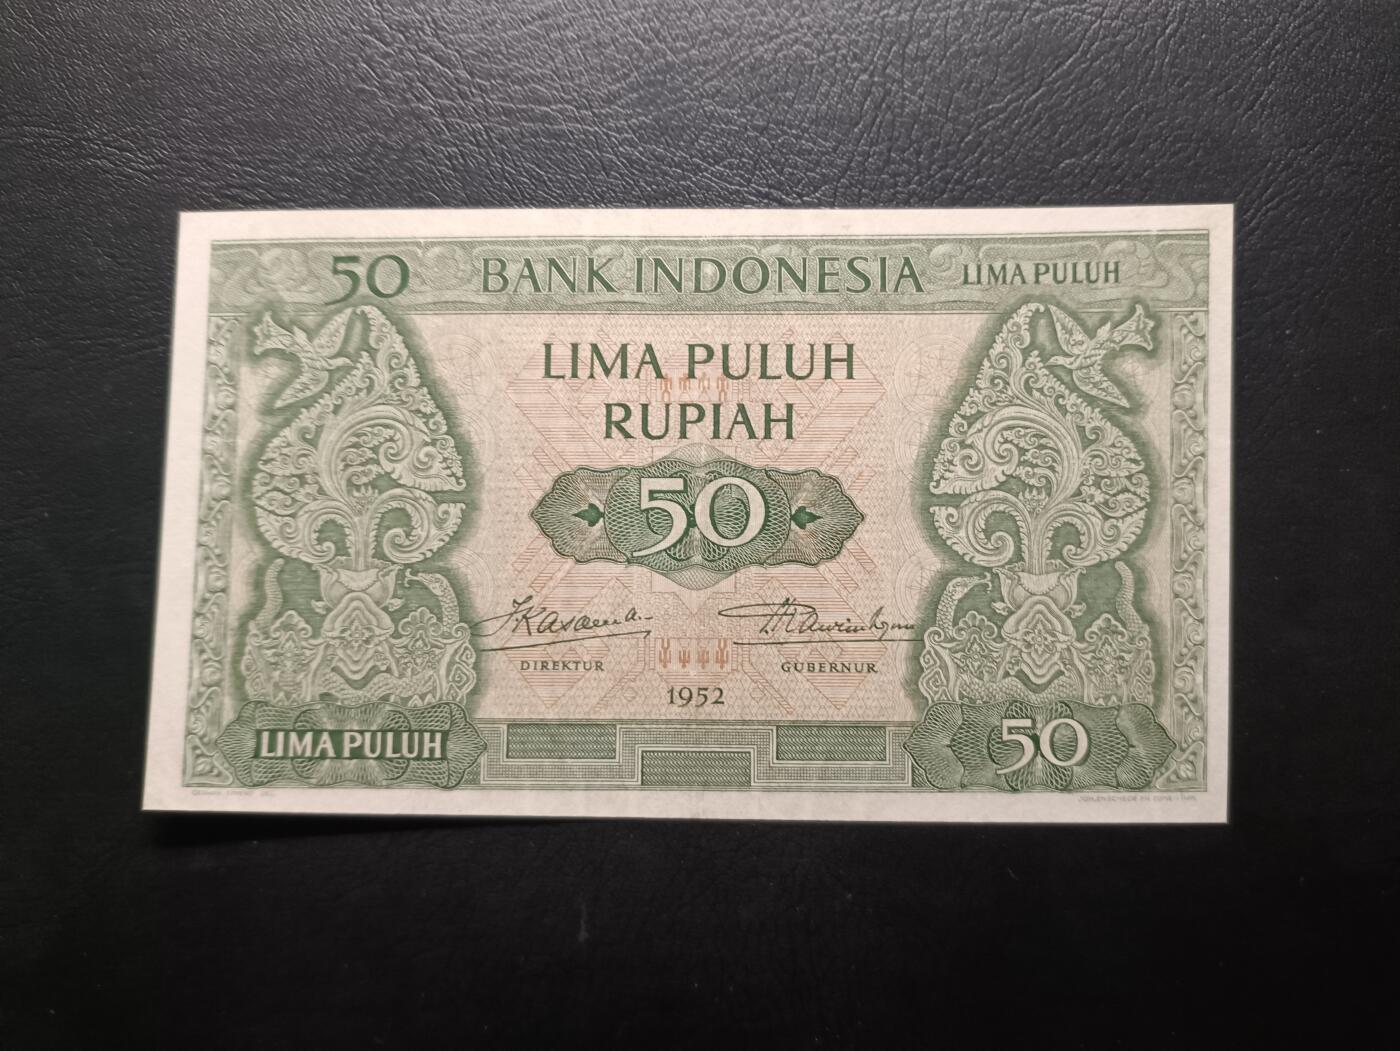 50 BANK INDONESIA LIMA PULUH
LIMA PULUH
RUPIAH
50
DIREKTUR GUBERNUR
1952
LIMA PULUH 50